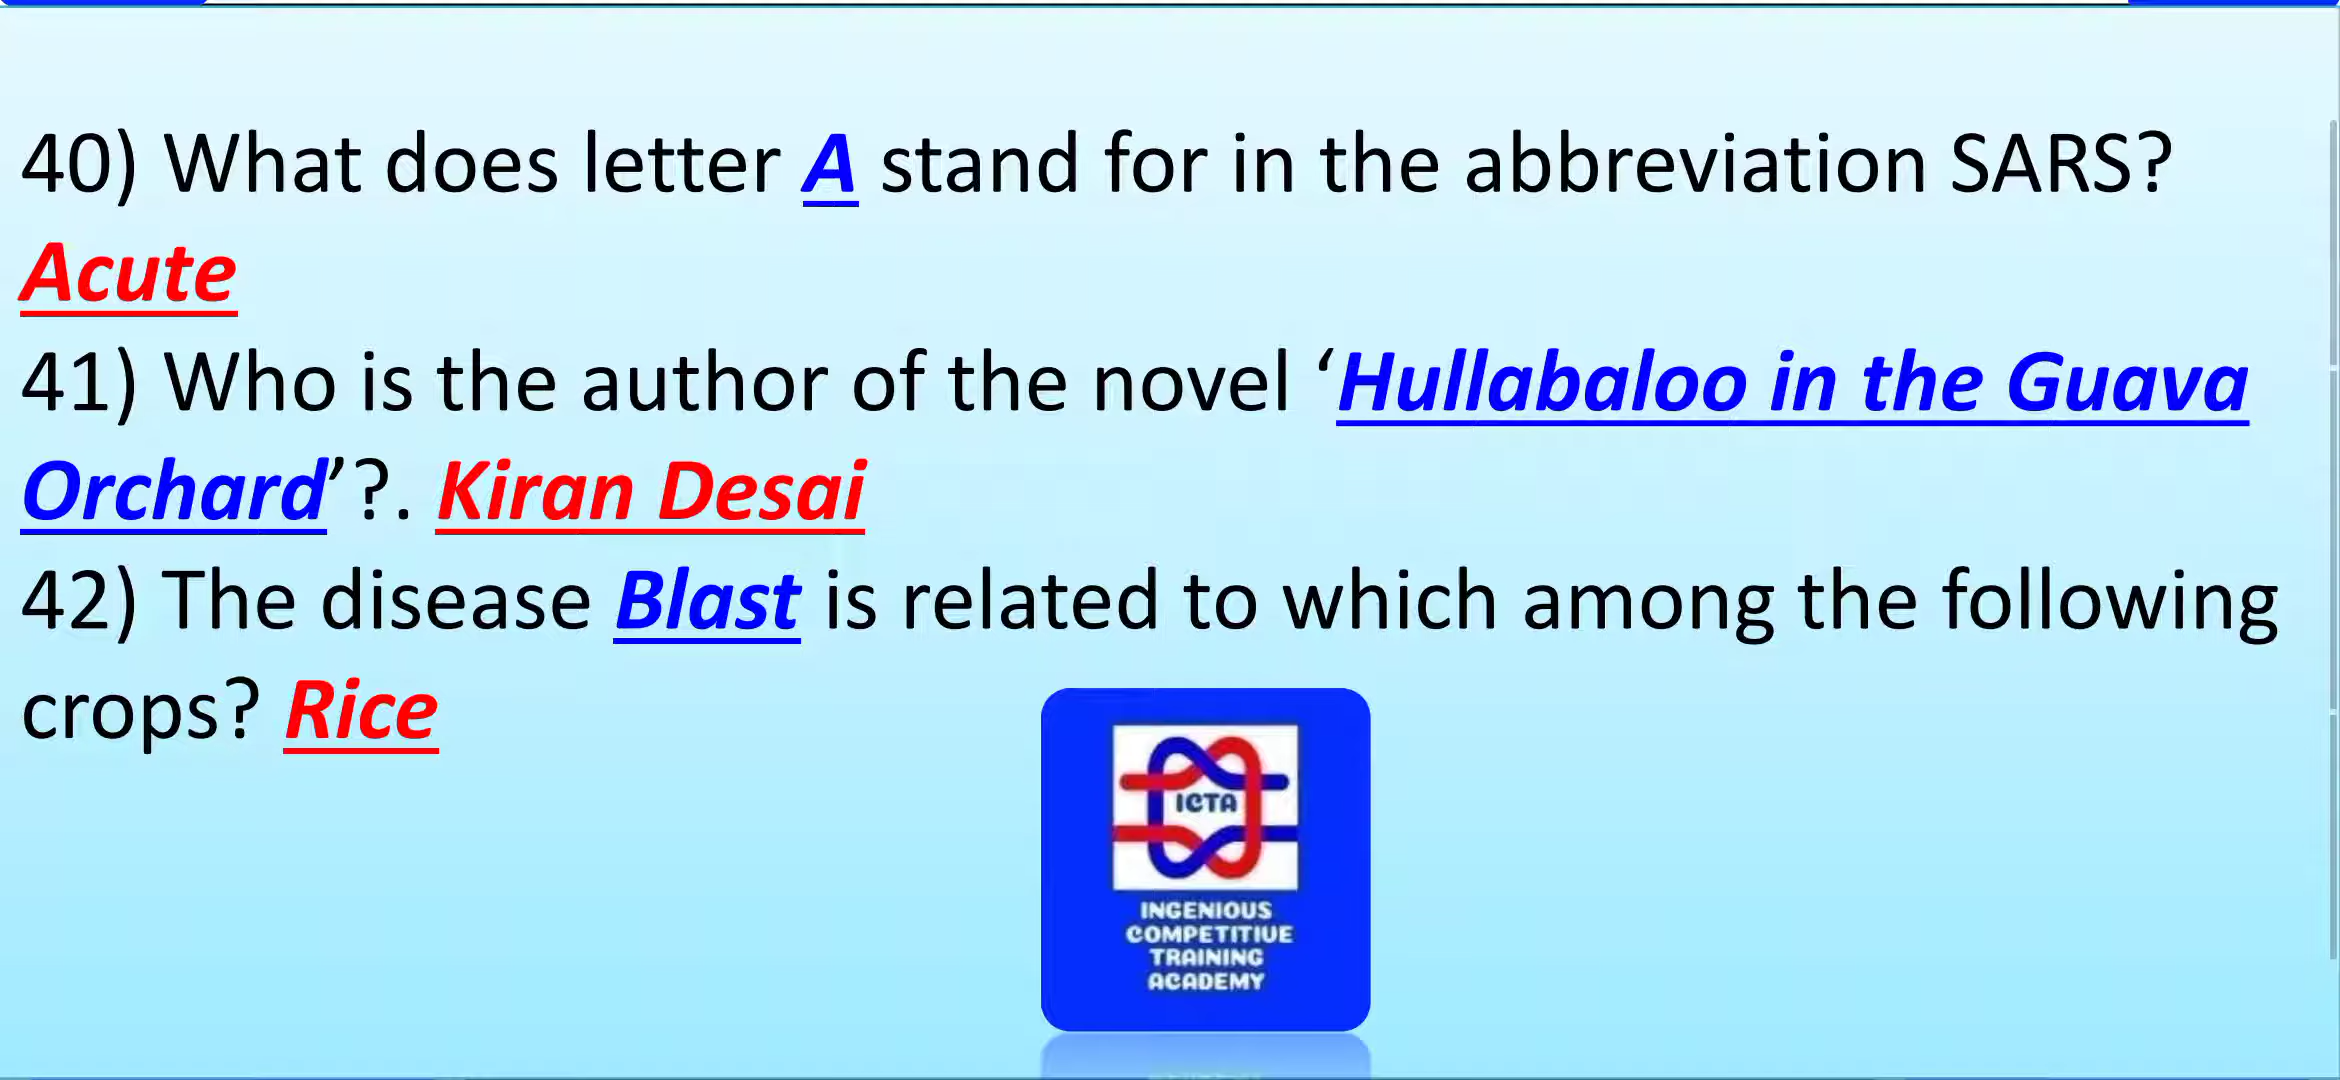 40) What does letter A stand for in the abbreviation SARS?
Acute
41) Who is the author of the novel ‘Hullabaloo in the Guava
Orchard’?. Kiran Desai
42) The disease Blast is related to which among the following
crops? Rice
ICTA
INGENIOUS
COMPETITIUE
TRAINING
ACADEMY